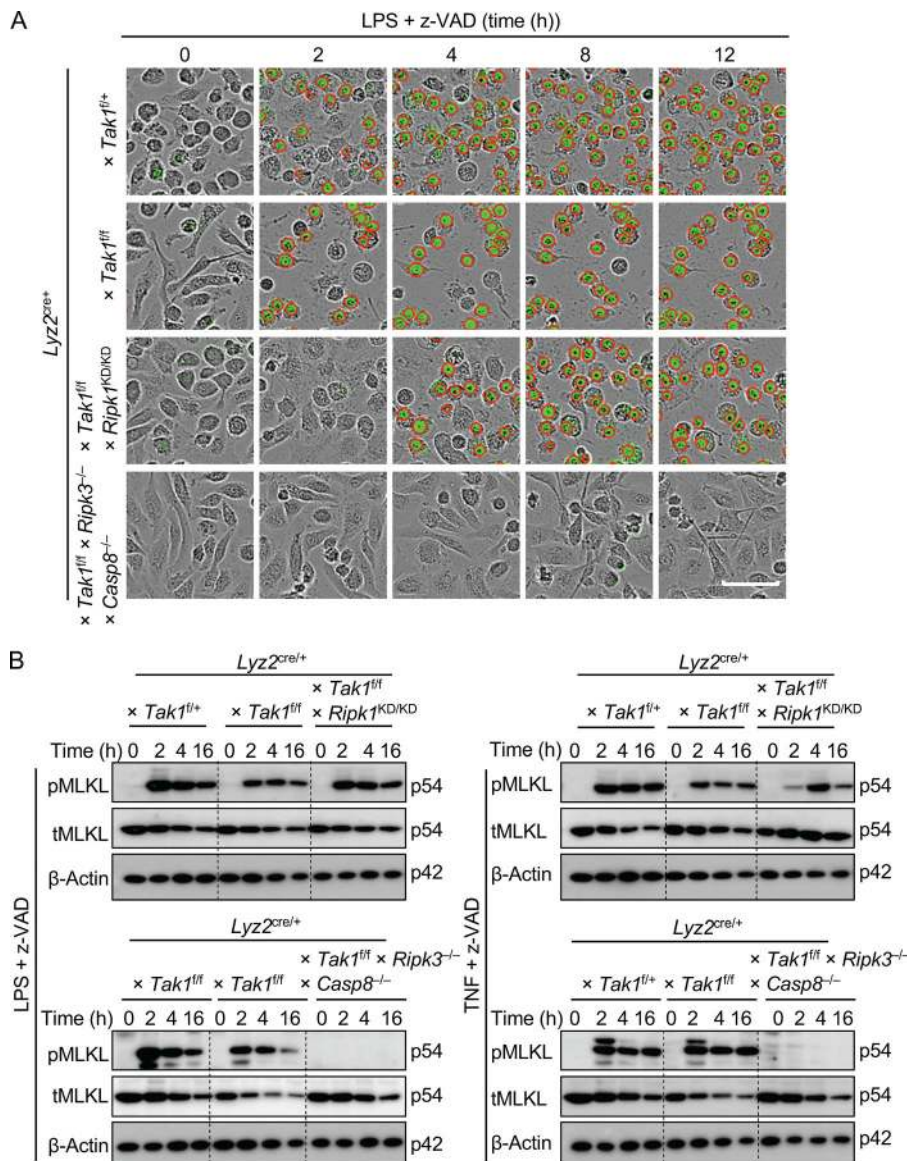 A
LPS + z-VAD (time (h))
0 2 4 8 12
Lyz2cre+
× Tak1f/+
× Tak1f/f
× Tak1f/f
× Ripk1KD/KD
× Tak1f/f × Ripk3–/–
× Casp8–/–
B
LPS + z-VAD
Lyz2cre/+
× Tak1f/f
× Tak1f/+ × Tak1f/f × Ripk1KD/KD
Time (h) 0 2 4 16 0 2 4 16 0 2 4 16
pMLKL p54
tMLKL p54
β-Actin p42
Lyz2cre/+
× Tak1f/f × Ripk3–/–
× Tak1f/f × Tak1f/f × Casp8–/–
Time (h) 0 2 4 16 0 2 4 16 0 2 4 16
pMLKL p54
tMLKL p54
β-Actin p42
TNF + z-VAD
Lyz2cre/+
× Tak1f/f
× Tak1f/+ × Tak1f/f × Ripk1KD/KD
Time (h) 0 2 4 16 0 2 4 16 0 2 4 16
pMLKL p54
tMLKL p54
β-Actin p42
Lyz2cre/+
× Tak1f/f × Ripk3–/–
× Tak1f/+ × Tak1f/f × Casp8–/–
Time (h) 0 2 4 16 0 2 4 16 0 2 4 16
pMLKL p54
tMLKL p54
β-Actin p42